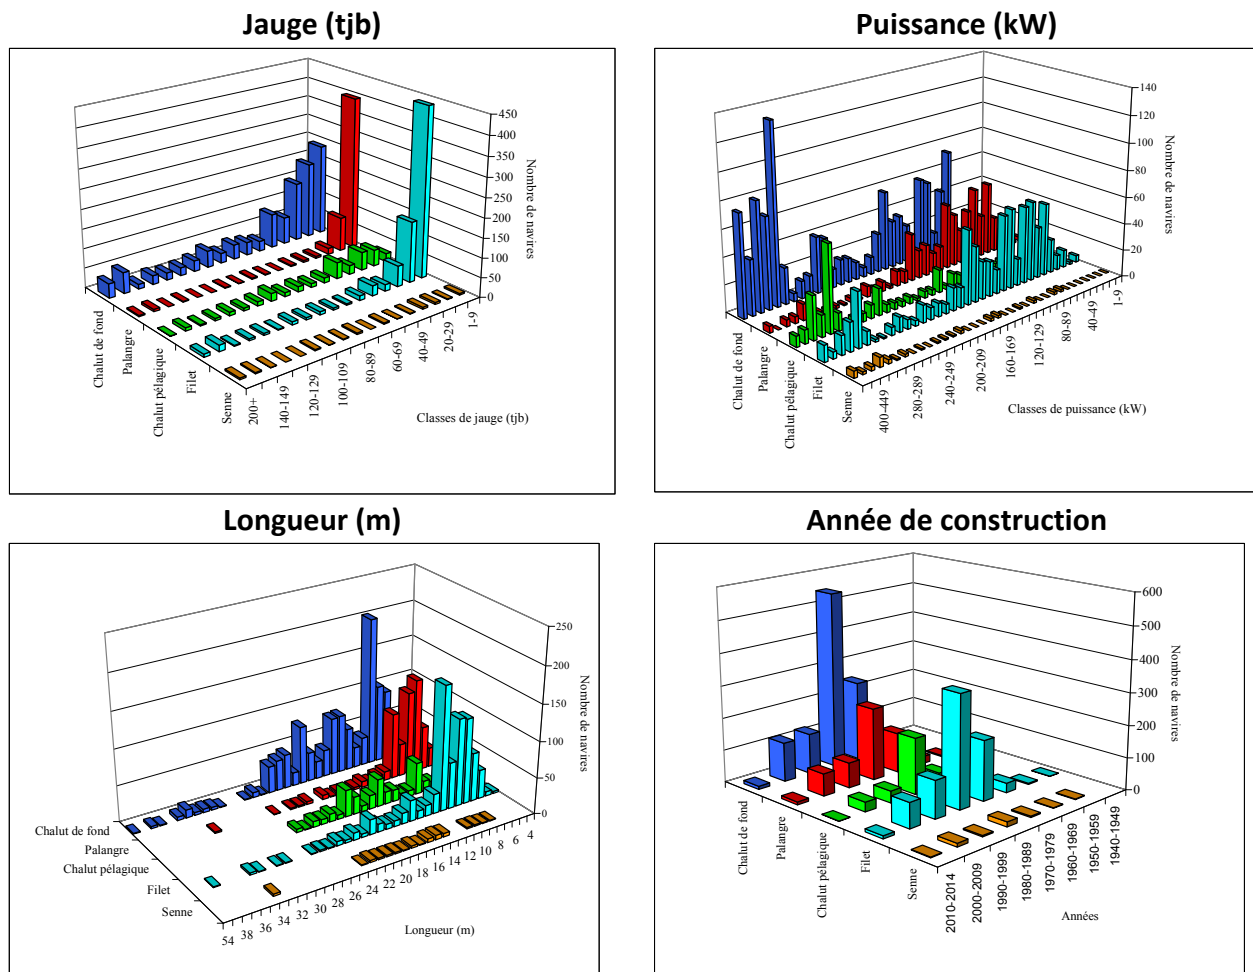 Jauge (tjb)
450
400
350
300
250
200
150
100
50
0
Nombre de navires
Chalut de fond
Palangre
Chalut pélagique
Filet
Senne
200+
140-149
120-129
100-109
80-89
60-69
40-49
20-29
1-9
Classes de jauge (tjb)
Puissance (kW)
140
120
100
80
60
40
20
0
Nombre de navires
Chalut de fond
Palangre
Chalut pélagique
Filet
Senne
400-449
280-289
240-249
200-209
160-169
120-129
80-89
40-49
1-9
Classes de puissance (kW)
Longueur (m)
250
200
150
100
50
0
Nombre de navires
Chalut de fond
Palangre
Chalut pélagique
Filet
Senne
54
38
36
34
32
30
28
26
24
22
20
18
16
14
12
10
8
6
4
Longueur (m)
Année de construction
600
500
400
300
200
100
0
Nombre de navires
Chalut de fond
Palangre
Chalut pélagique
Filet
Senne
2010-2014
2000-2009
1990-1999
1980-1989
1970-1979
1960-1969
1950-1959
1940-1949
Années